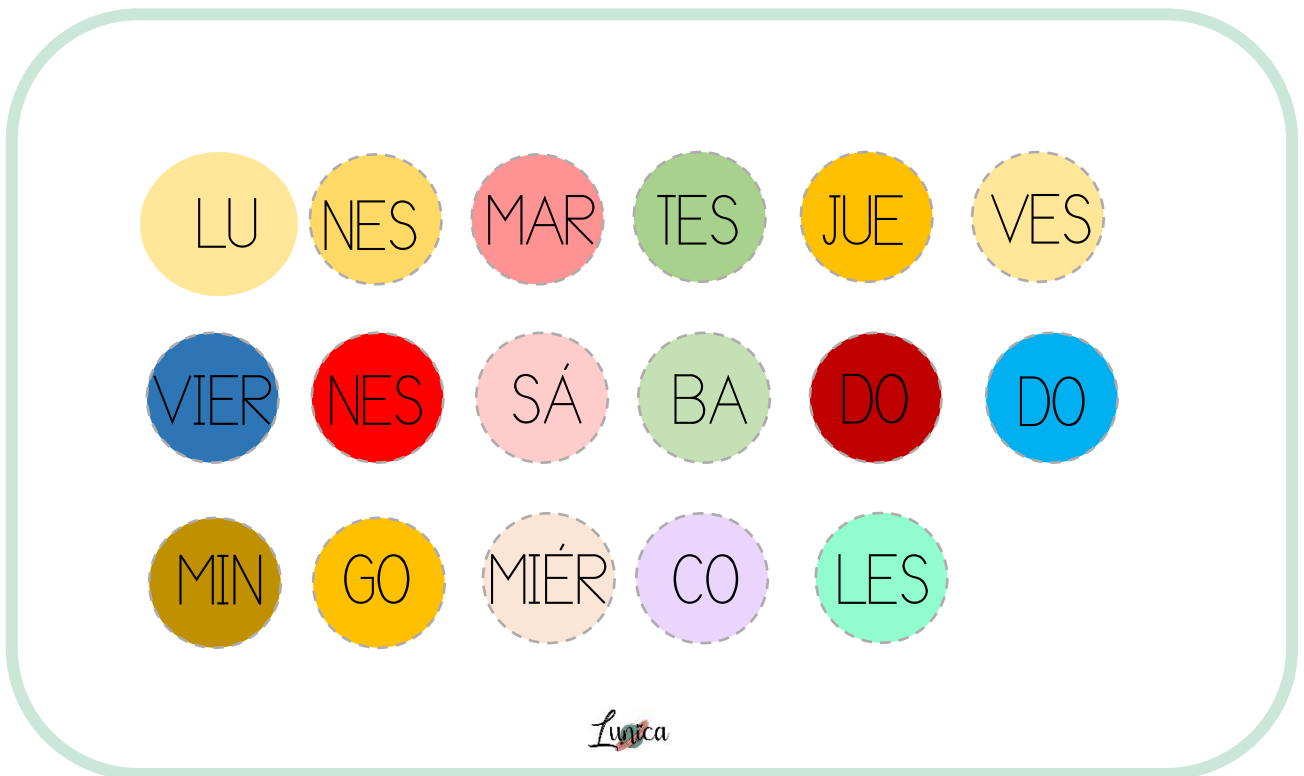 LU NES MAR TES JUE VES
VIER NES SÁ BA DO DO
MIN GO MIÉR CO LES
Lunica